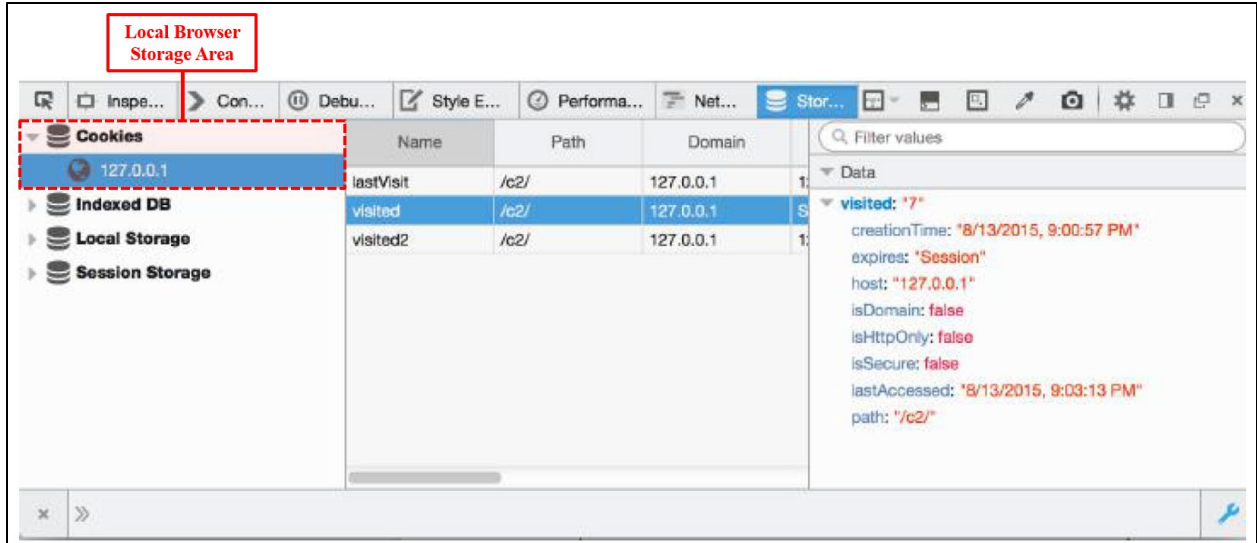 Local Browser
Storage Area
Inspe... Con... Debu... Style E... Performa... Net... Stor...
Cookies
127.0.0.1
Indexed DB
Local Storage
Session Storage
Name Path Domain
lastVisit /c2/ 127.0.0.1 1:
visited /c2/ 127.0.0.1 S
visited2 /c2/ 127.0.0.1 1:
Filter values
Data
visited: "7"
creationTime: "8/13/2015, 9:00:57 PM"
expires: "Session"
host: "127.0.0.1"
isDomain: false
isHttpOnly: false
isSecure: false
lastAccessed: "8/13/2015, 9:03:13 PM"
path: "/c2/"